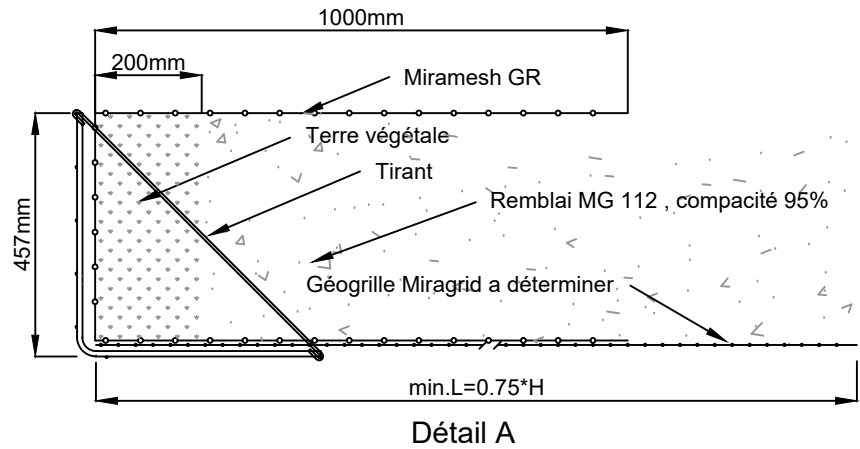 1000mm
200mm
Miramesh GR
Terre végétale
Tirant
457mm
Remblai MG 112 , compacité 95%
Géogrille Miragrid a déterminer
min.L=0.75*H
Détail A